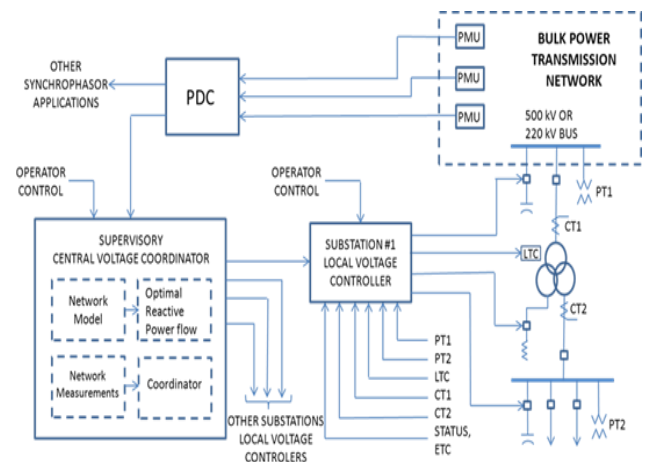 PMU
PMU
PMU
BULK POWER
TRANSMISSION
NETWORK
500 kV OR
220 kV BUS
OTHER
SYNCHROPHASOR
APPLICATIONS
PDC
OPERATOR
CONTROL
OPERATOR
CONTROL
PT1
CT1
LTC
CT2
PT2
SUPERVISORY
CENTRAL VOLTAGE COORDINATOR
Network
Model
Optimal
Reactive
Power flow
Network
Measurements
Coordinator
SUBSTATION #1
LOCAL VOLTAGE
CONTROLLER
PT1
PT2
LTC
CT1
CT2
STATUS,
ETC
OTHER SUBSTATIONS
LOCAL VOLTAGE
CONTROLERS